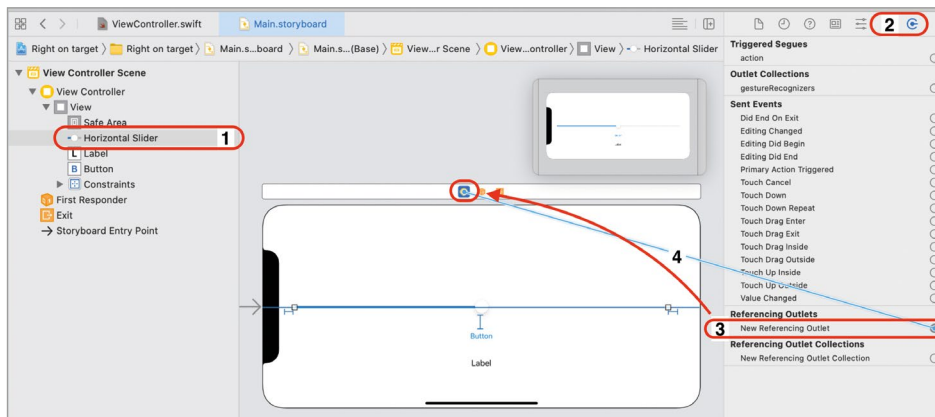 ViewController.swift
Main.storyboard
2
Right on target
Right on target
Main.s...board
Main.s...(Base)
View...r Scene
View...ontroller
View
Horizontal Slider
View Controller Scene
View Controller
View
Safe Area
Horizontal Slider
1
L Label
B Button
Constraints
First Responder
Exit
Storyboard Entry Point
Button
Label
4
Triggered Segues
action
Outlet Collections
gestureRecognizers
Sent Events
Did End On Exit
Editing Changed
Editing Did Begin
Editing Did End
Primary Action Triggered
Touch Cancel
Touch Down
Touch Down Repeat
Touch Drag Enter
Touch Drag Exit
Touch Drag Inside
Touch Drag Outside
Touch Up Inside
Touch Up Outside
Value Changed
Referencing Outlets
3
New Referencing Outlet
Referencing Outlet Collections
New Referencing Outlet Collection